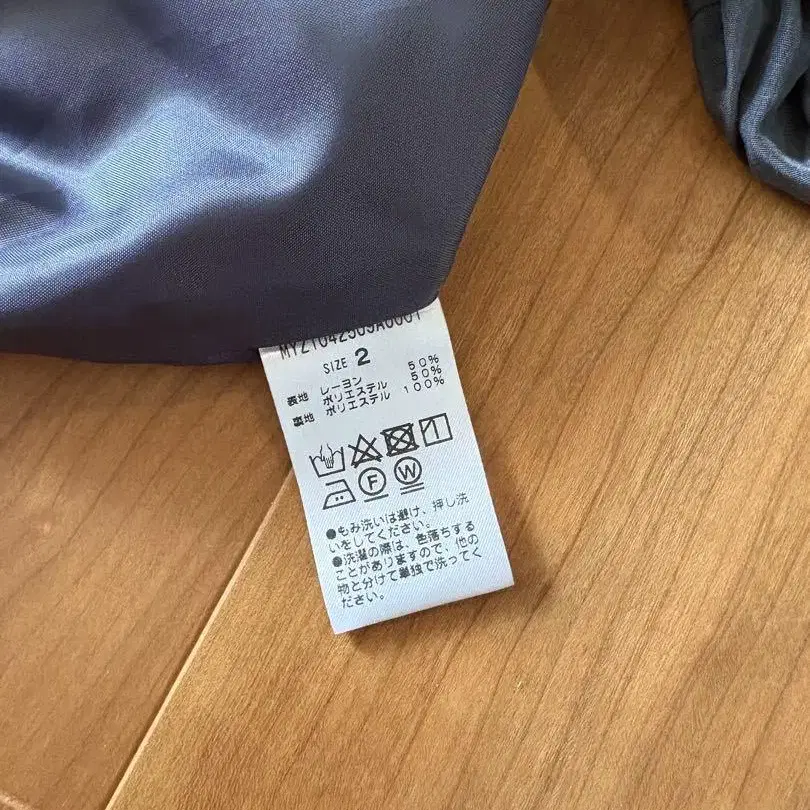 SIZE 2
表地 レーヨン 50%
ポリエステル 50%
裏地 ポリエステル 100%
F W
●もみ洗いは避け、押し洗
いをしてください。
●洗濯の際は、色落ちする
ことがありますので、他の
物と分けて単独で洗ってく
ださい。